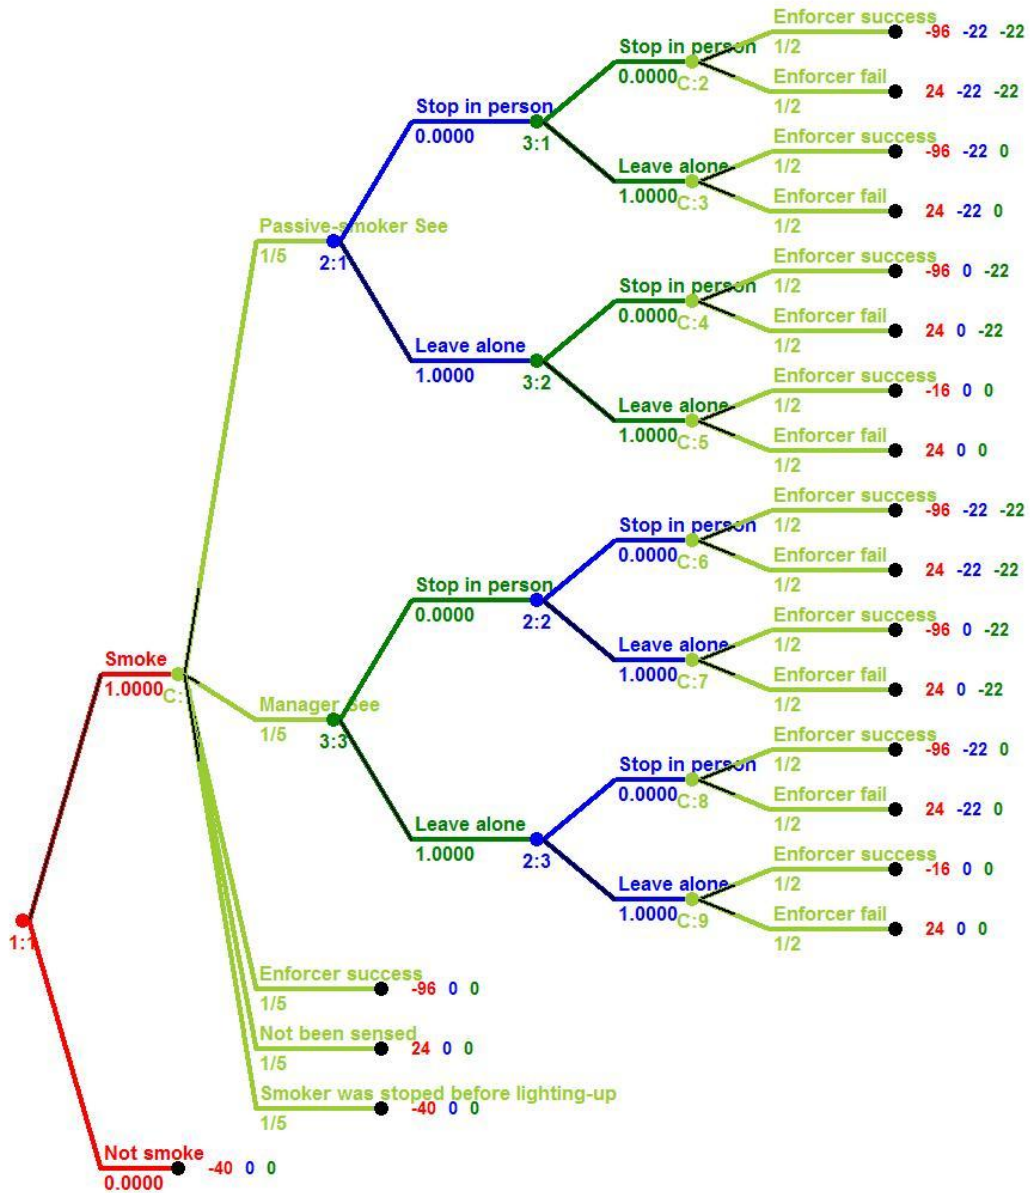 Enforcer success
1/2
-96 -22 -22
Stop in person
0.0000
C:2
Enforcer fail
1/2
24 -22 -22
Stop in person
0.0000
3:1
Enforcer success
1/2
-96 -22 0
Leave alone
1.0000
C:3
Enforcer fail
1/2
24 -22 0
Passive-smoker See
1/5
2:1
Enforcer success
1/2
-96 0 -22
Stop in person
0.0000
C:4
Enforcer fail
1/2
24 0 -22
Leave alone
1.0000
3:2
Enforcer success
1/2
-16 0 0
Leave alone
1.0000
C:5
Enforcer fail
1/2
24 0 0
Enforcer success
1/2
-96 -22 -22
Stop in person
0.0000
C:6
Enforcer fail
1/2
24 -22 -22
Stop in person
0.0000
2:2
Enforcer success
1/2
-96 0 -22
Leave alone
1.0000
C:7
Enforcer fail
1/2
24 0 -22
Smoke
1.0000
C:
Manager See
1/5
3:3
Enforcer success
1/2
-96 -22 0
Stop in person
0.0000
C:8
Enforcer fail
1/2
24 -22 0
Leave alone
1.0000
2:3
Enforcer success
1/2
-16 0 0
Leave alone
1.0000
C:9
Enforcer fail
1/2
24 0 0
1:1
Enforcer success
1/5
-96 0 0
Not been sensed
1/5
24 0 0
Smoker was stoped before lighting-up
1/5
-40 0 0
Not smoke
0.0000
-40 0 0